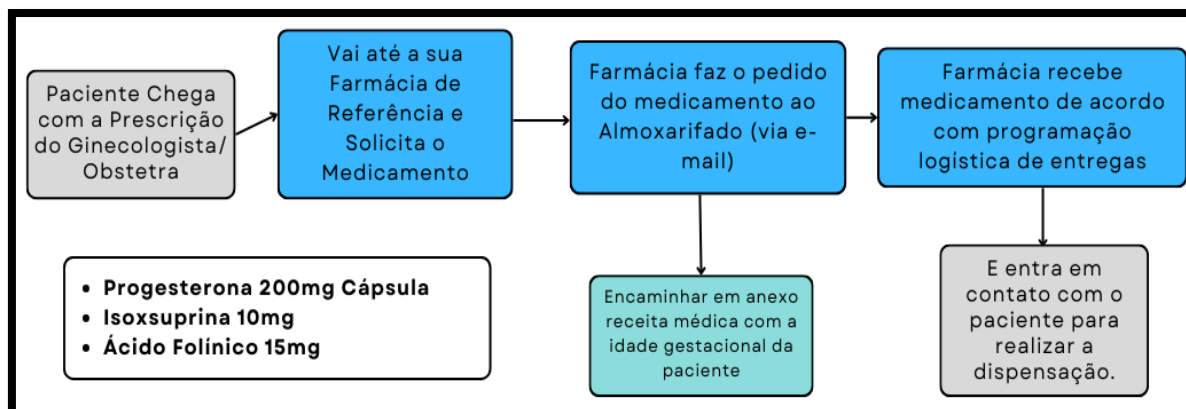 Paciente Chega
com a Prescrição
do Ginecologista/
Obstetra
Vai até a sua
Farmácia de
Referência e
Solicita o
Medicamento
Farmácia faz o pedido
do medicamento ao
Almoxarifado (via e-
mail)
Farmácia recebe
medicamento de acordo
com programação
logística de entregas
• Progesterona 200mg Cápsula
• Isoxsuprina 10mg
• Ácido Folínico 15mg
Encaminhar em anexo
receita médica com a
idade gestacional da
paciente
E entra em
contato com o
paciente para
realizar a
dispensação.